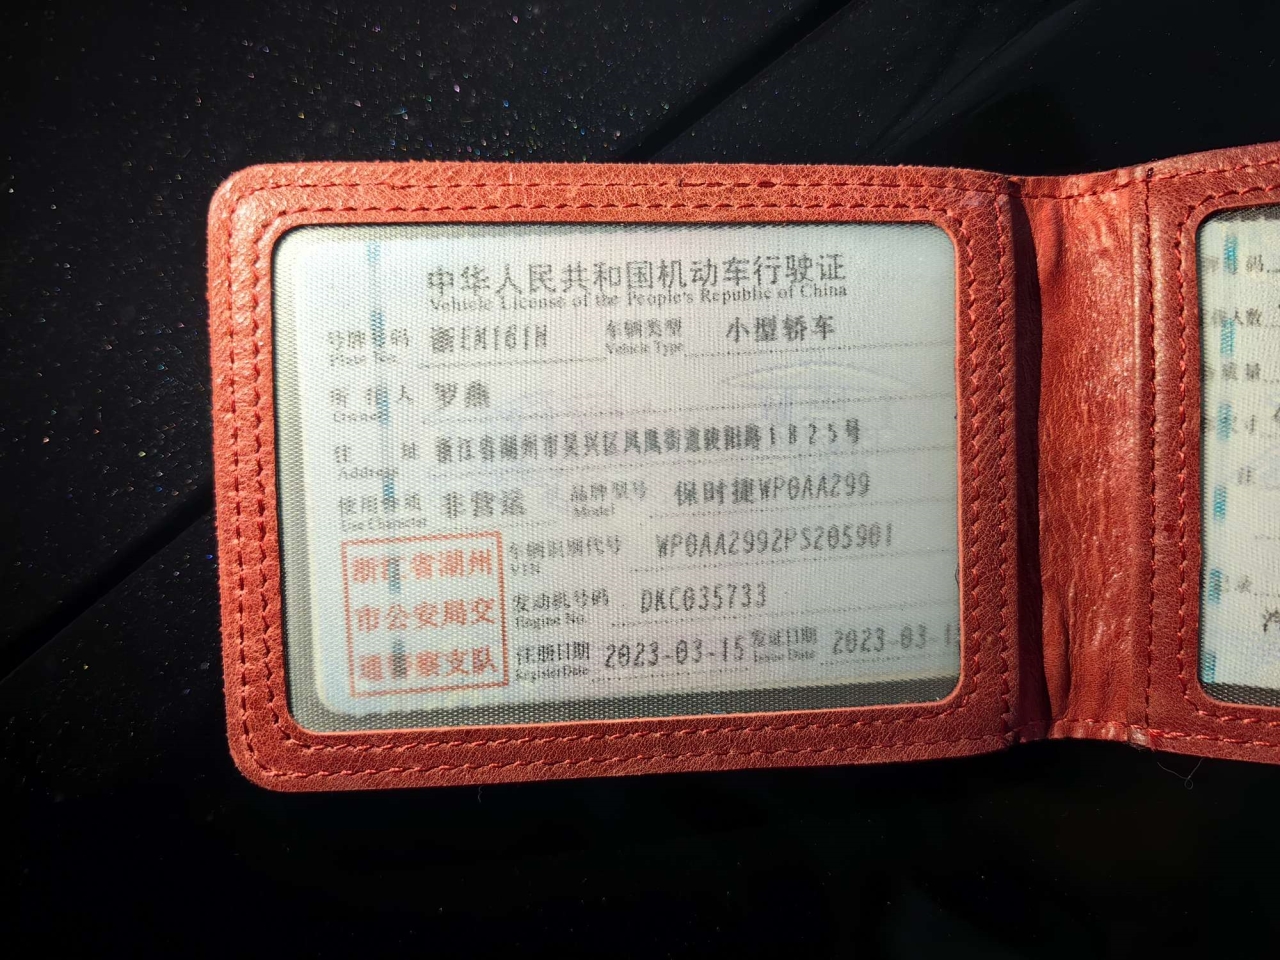 中华人民共和国机动车行驶证
Vehicle License of the People's Republic of China
号牌号码 浙EM161H 车辆类型 小型轿车
Plate No. Vehicle Type
所有人 罗燕
Owner
住址 浙江省湖州市吴兴区凤凰街道 1825号
Address
使用性质 非营运 品牌型号 保时捷WP0AA299
Use Character Model
车辆识别代号 WP0AA2992PS205901
VIN
发动机号码 DKC035733
Engine No.
注册日期 2023-03-15 发证日期 2023-03-1
Register Date Issue Date
浙江省湖州
市公安局交
通警察支队
码
人数
质量